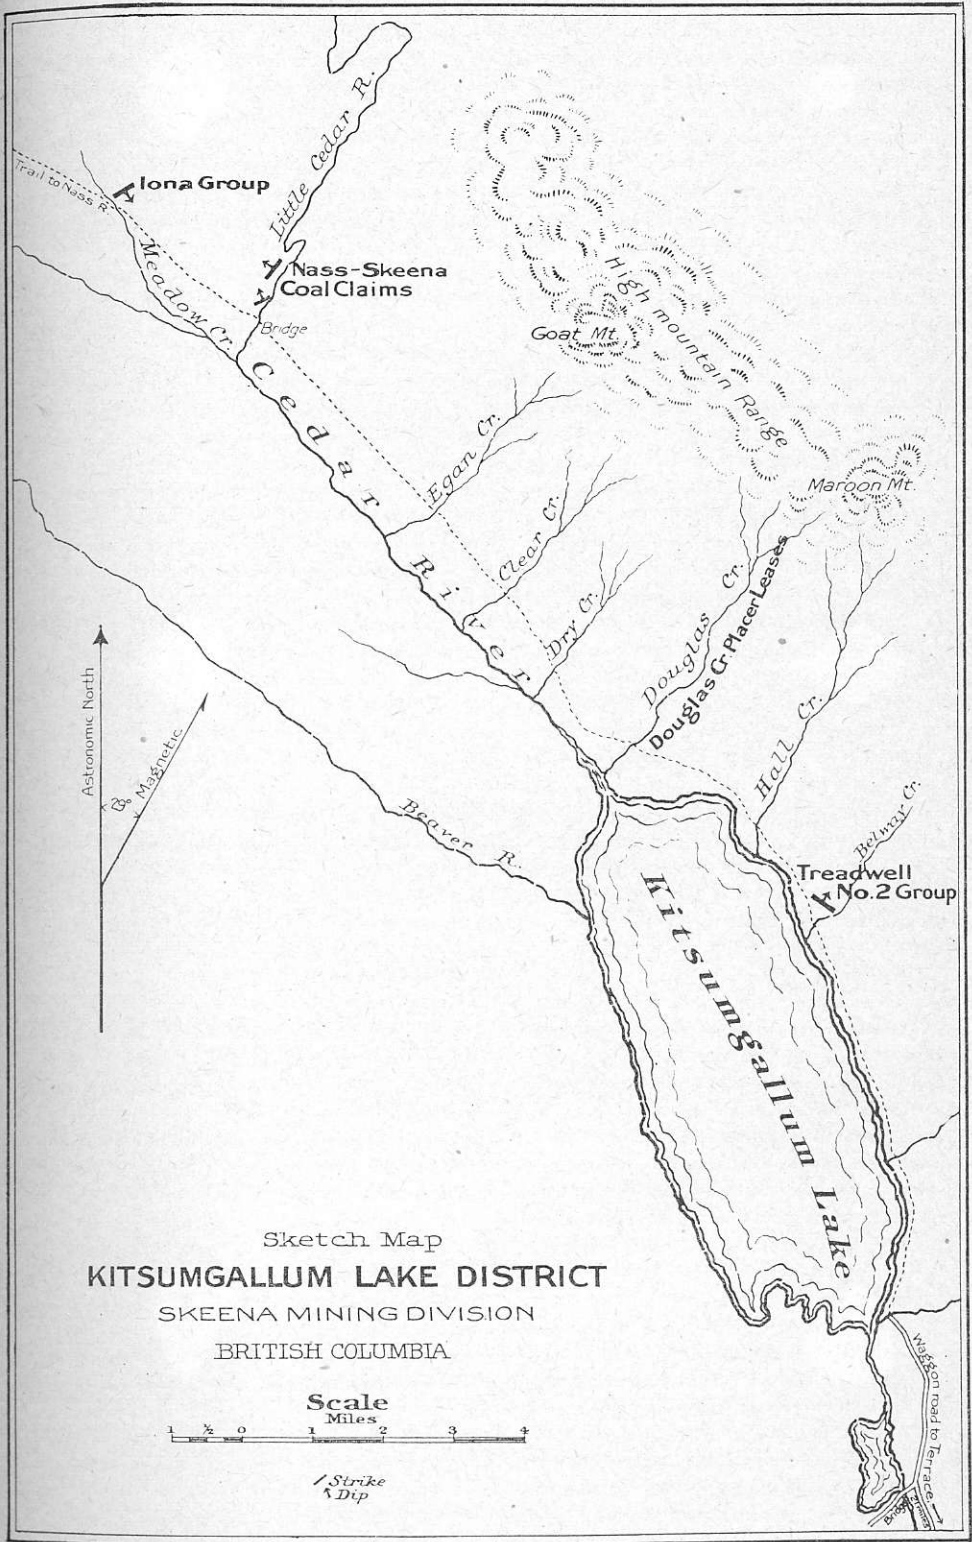 Little Cedar R.
Trail to Nass R.
Iona Group
Meadow Cr.
Nass-Skeena
Coal Claims
Bridge
High mountain Range
Goat Mt.
Cedar River
Egan Cr.
Maroon Mt.
Clear Cr.
Dry Cr.
Douglas Cr.
Douglas Cr. Placer Leases
Hall Cr.
Astronomic North
Magnetic
Beaver R.
Belway Cr.
Treadwell
No. 2 Group
Kitsumgallum Lake
Sketch Map
KITSUMGALLUM LAKE DISTRICT
SKEENA MINING DIVISION
BRITISH COLUMBIA
Scale
Miles
1 ½ 0 1 2 3 4
Strike
Dip
Waggon road to Terrace.
Bridge